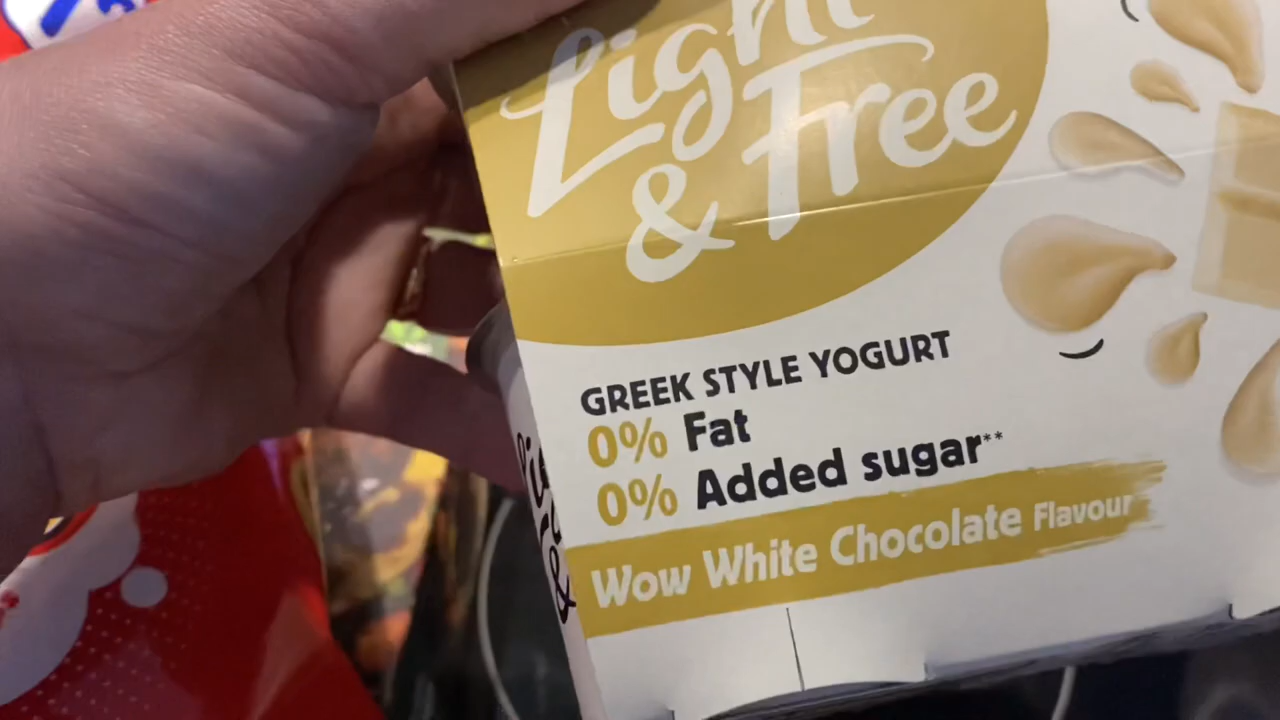 Light
& Free
GREEK STYLE YOGURT
0% Fat
0% Added sugar**
Wow White Chocolate Flavour